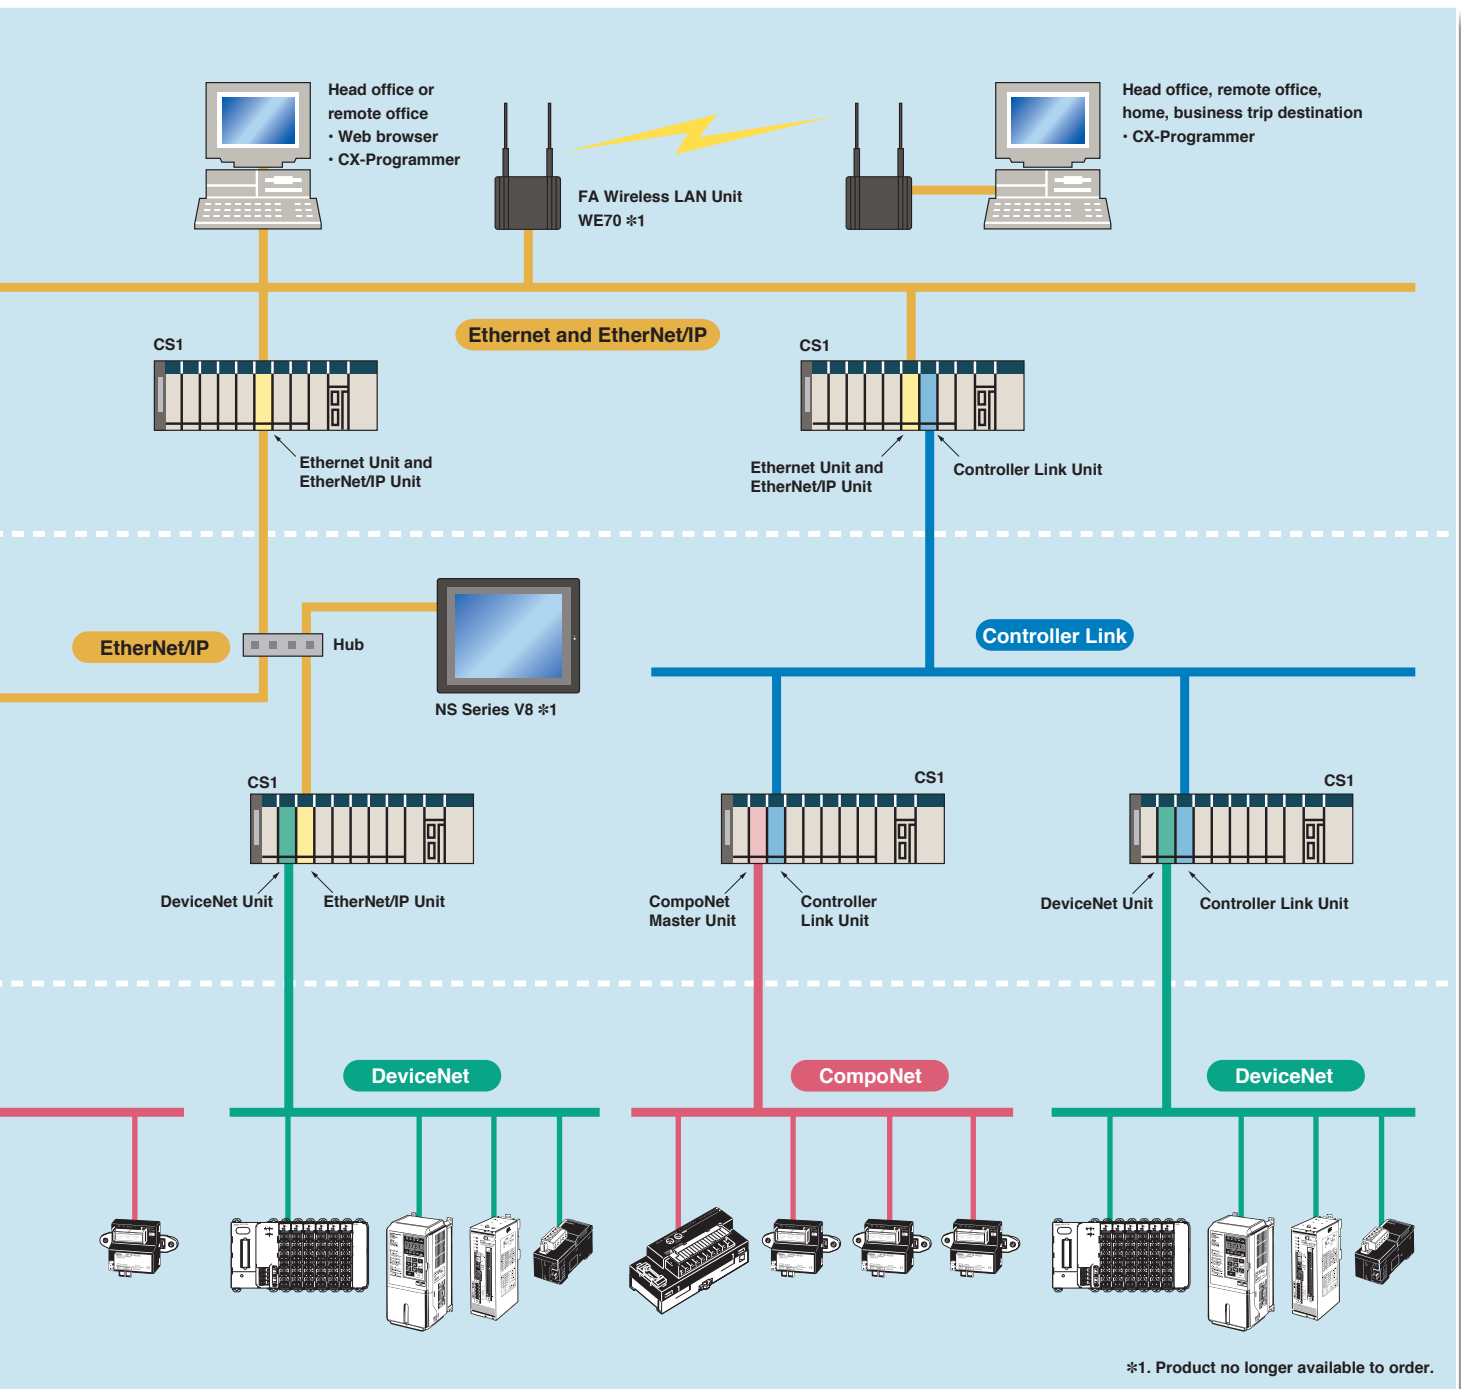 Head office or
remote office
・Web browser
・CX-Programmer
FA Wireless LAN Unit
WE70 ✻1
Head office, remote office,
home, business trip destination
・CX-Programmer
Ethernet and EtherNet/IP
CS1
CS1
Ethernet Unit and
EtherNet/IP Unit
Ethernet Unit and
EtherNet/IP Unit
Controller Link Unit
EtherNet/IP
Hub
NS Series V8 ✻1
Controller Link
CS1
CS1
CS1
DeviceNet Unit
EtherNet/IP Unit
CompoNet
Master Unit
Controller
Link Unit
DeviceNet Unit
Controller Link Unit
DeviceNet
CompoNet
DeviceNet
✻1. Product no longer available to order.